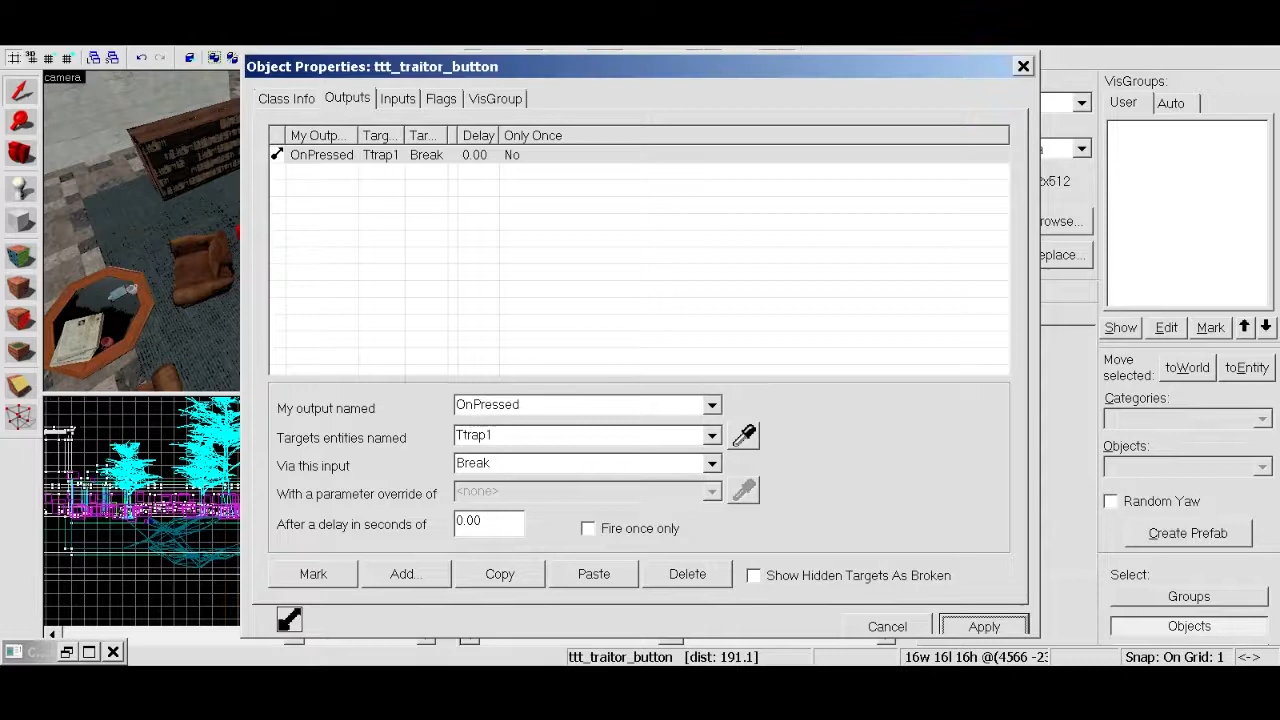 camera
Object Properties: ttt_traitor_button
Class Info
Outputs
Inputs
Flags
VisGroup
My Outp...
Targ...
Tar...
Delay
Only Once
OnPressed
Ttrap1
Break
0.00
No
My output named
OnPressed
Targets entities named
Ttrap1
Via this input
Break
With a parameter override of
<none>
After a delay in seconds of
0.00
Fire once only
Mark
Add...
Copy
Paste
Delete
Show Hidden Targets As Broken
Cancel
Apply
VisGroups:
User
Auto
Show
Edit
Mark
Move
selected:
toWorld
toEntity
Categories:
Objects:
Random Yaw
Create Prefab
Select:
Groups
Objects
ttt_traitor_button [dist: 191.1]
16w 16l 16h @(4566 -23
Snap: On Grid: 1
<->